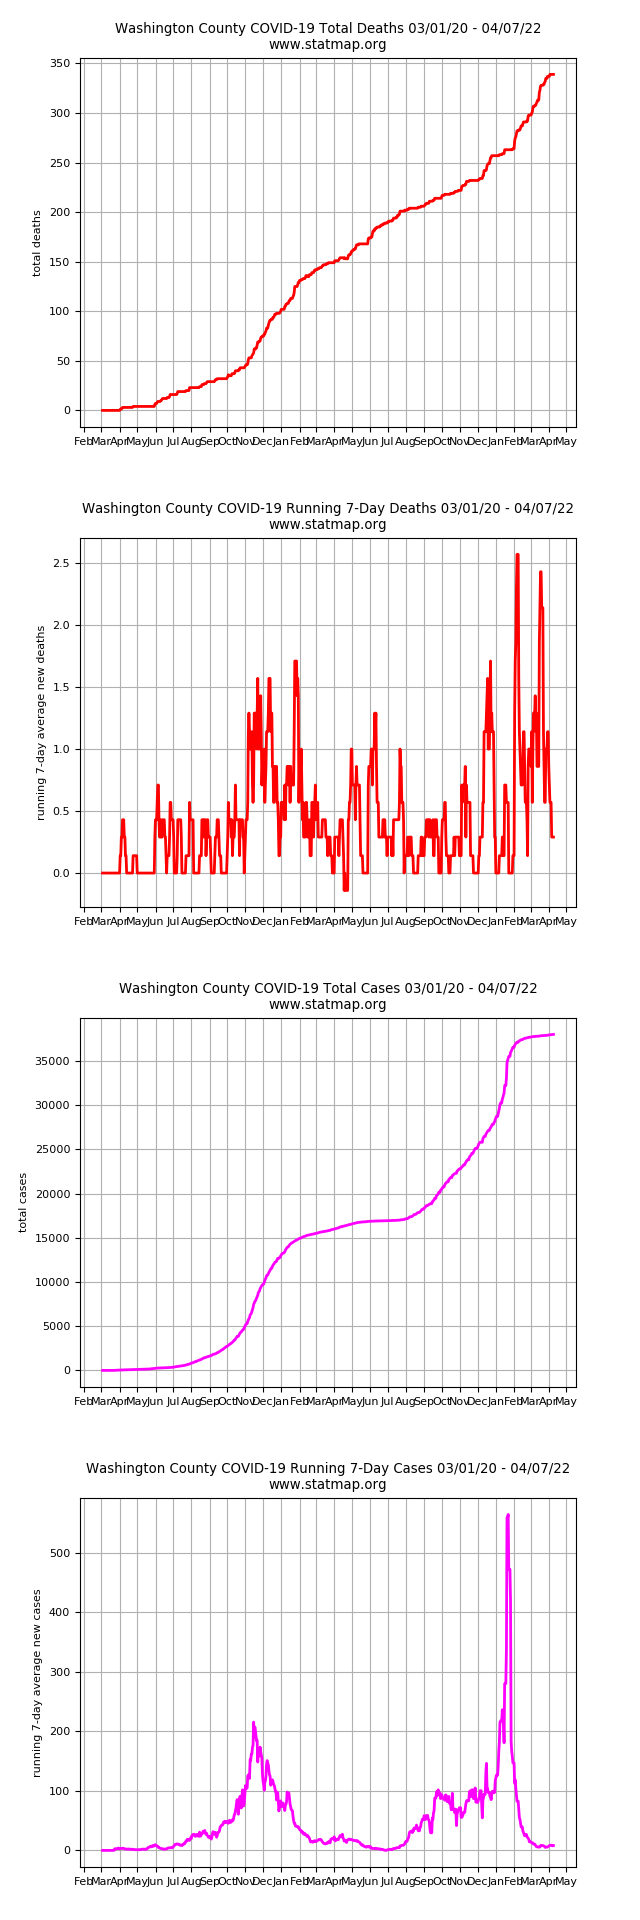 Washington County COVID-19 Total Deaths 03/01/20 - 04/07/22
www.statmap.org
350
300
250
200
150
100
50
0
total deaths
Feb Mar Apr May Jun Jul Aug Sep Oct Nov Dec Jan Feb Mar Apr May Jun Jul Aug Sep Oct Nov Dec Jan Feb Mar Apr May
Washington County COVID-19 Running 7-Day Deaths 03/01/20 - 04/07/22
www.statmap.org
2.5
2.0
1.5
1.0
0.5
0.0
running 7-day average new deaths
Feb Mar Apr May Jun Jul Aug Sep Oct Nov Dec Jan Feb Mar Apr May Jun Jul Aug Sep Oct Nov Dec Jan Feb Mar Apr May
Washington County COVID-19 Total Cases 03/01/20 - 04/07/22
www.statmap.org
35000
30000
25000
20000
15000
10000
5000
0
total cases
Feb Mar Apr May Jun Jul Aug Sep Oct Nov Dec Jan Feb Mar Apr May Jun Jul Aug Sep Oct Nov Dec Jan Feb Mar Apr May
Washington County COVID-19 Running 7-Day Cases 03/01/20 - 04/07/22
www.statmap.org
500
400
300
200
100
0
running 7-day average new cases
Feb Mar Apr May Jun Jul Aug Sep Oct Nov Dec Jan Feb Mar Apr May Jun Jul Aug Sep Oct Nov Dec Jan Feb Mar Apr May